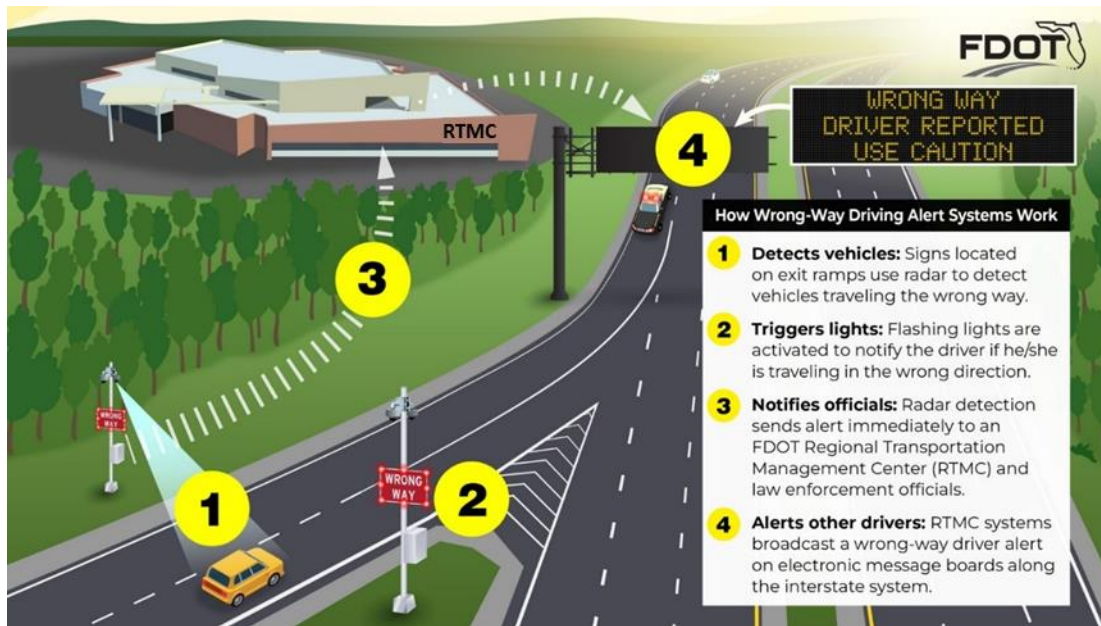 FDOT
RTMC
WRONG WAY
DRIVER REPORTED
USE CAUTION
4
3
1
2
WRONG
WAY
WRONG
WAY
How Wrong-Way Driving Alert Systems Work
1 Detects vehicles: Signs located
on exit ramps use radar to detect
vehicles traveling the wrong way.
2 Triggers lights: Flashing lights are
activated to notify the driver if he/she
is traveling in the wrong direction.
3 Notifies officials: Radar detection
sends alert immediately to an
FDOT Regional Transportation
Management Center (RTMC) and
law enforcement officials.
4 Alerts other drivers: RTMC systems
broadcast a wrong-way driver alert
on electronic message boards along
the interstate system.